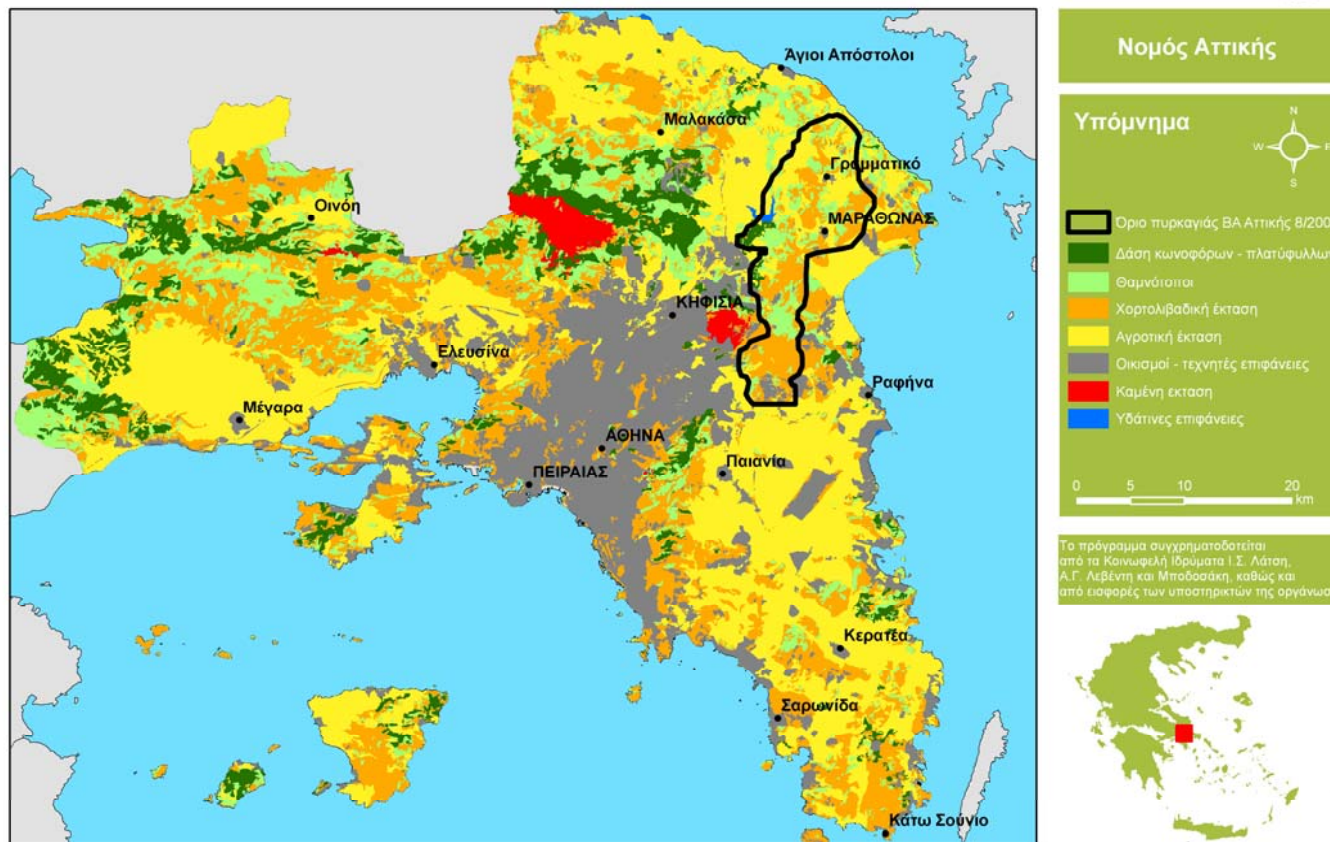 Άγιοι Απόστολοι
Μαλακάσα
Γραμματικό
Οινόη
ΜΑΡΑΘΩΝΑΣ
ΚΗΦΙΣΙΑ
Ελευσίνα
Ραφήνα
Μέγαρα
ΑΘΗΝΑ
Παιανία
ΠΕΙΡΑΙΑΣ
Κερατέα
Σαρωνίδα
Κάτω Σούνιο
Νομός Αττικής
Υπόμνημα
N
W E
S
Όριο πυρκαγιάς ΒΑ Αττικής 8/200
Δάση κωνοφόρων - πλατύφυλλων
Θαμνότοποι
Χορτολιβαδική έκταση
Αγροτική έκταση
Οικισμοί - τεχνητές επιφάνειες
Καμένη εκταση
Υδάτινες επιφάνειες
0 5 10 20
km
Το πρόγραμμα συγχρηματοδοτείται
από τα Κοινωφελή Ιδρύματα Ι.Σ. Λάτση,
Α.Γ. Λεβέντη και Μποδοσάκη, καθώς και
από εισφορές των υποστηρικτών της οργάνωσ